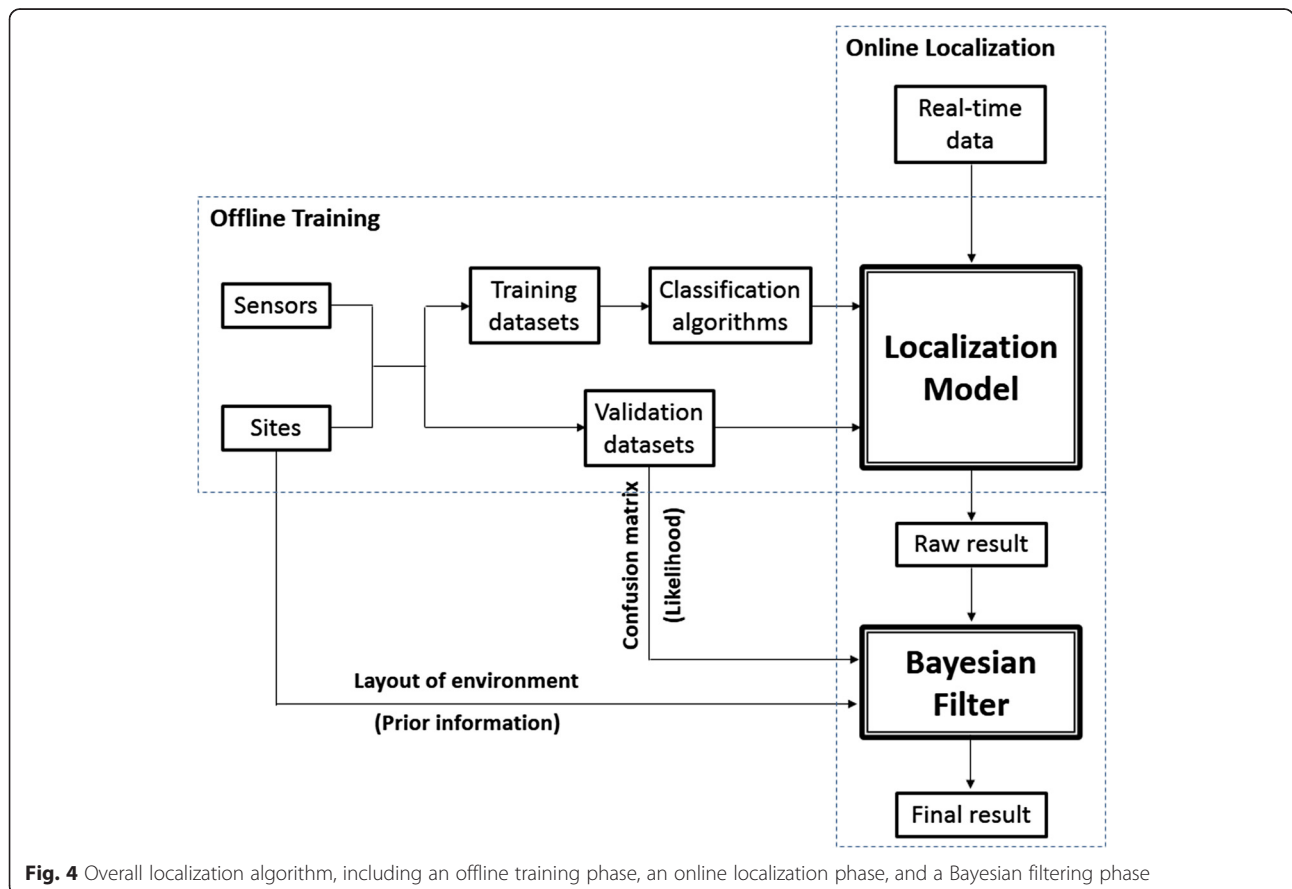 Online Localization
Real-time
data
Offline Training
Sensors
Training
datasets
Classification
algorithms
Localization
Model
Sites
Validation
datasets
Confusion matrix
(Likelihood)
Raw result
Bayesian
Filter
Layout of environment
(Prior information)
Final result
Fig. 4 Overall localization algorithm, including an offline training phase, an online localization phase, and a Bayesian filtering phase